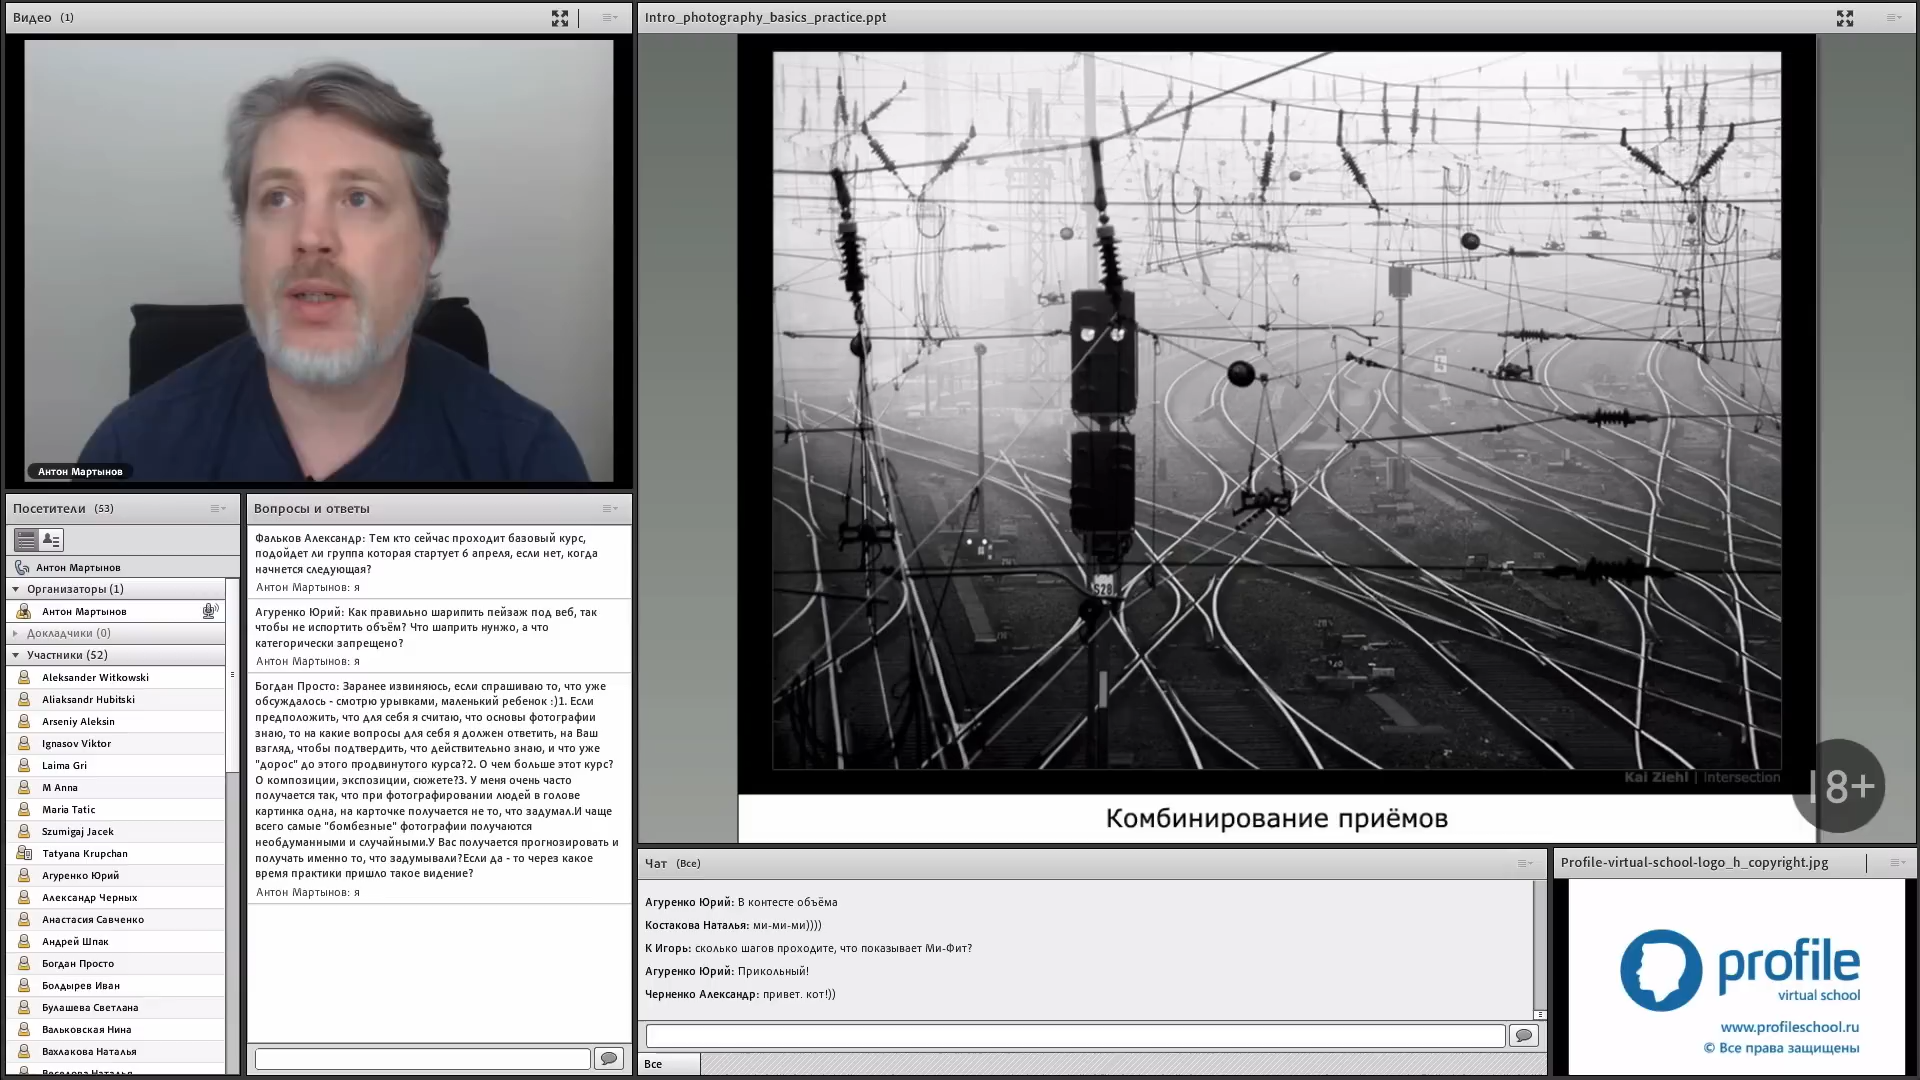 Видео (1)
Антон Мартынов
Посетители (53)
Антон Мартынов
Организаторы (1)
Антон Мартынов
Докладчики (0)
Участники (52)
Aleksander Witkowski
Aliaksandr Hubitski
Arseniy Aleksin
Ignasov Viktor
Laima Gri
M Anna
Maria Tatic
Szumigaj Jacek
Tatyana Krupchan
Агуренко Юрий
Александр Черных
Анастасия Савченко
Андрей Шпак
Богдан Просто
Болдырев Иван
Булашева Светлана
Вальковская Нина
Вахлакова Наталья
Веселова Наталья
Вопросы и ответы
Фальков Александр: Тем кто сейчас проходит базовый курс,
подойдет ли группа которая стартует 6 апреля, если нет, когда
начнется следующая?
Антон Мартынов: я
Агуренко Юрий: Как правильно шарипить пейзаж под веб, так
чтобы не испортить объём? Что шаприть нунжо, а что
категорически запрещено?
Антон Мартынов: я
Богдан Просто: Заранее извиняюсь, если спрашиваю то, что уже
обсуждалось - смотрю урывками, маленький ребенок :)1. Если
предположить, что для себя я считаю, что основы фотографии
знаю, то на какие вопросы для себя я должен ответить, на Ваш
взгляд, чтобы подтвердить, что действительно знаю, и что уже
"дорос" до этого продвинутого курса?2. О чем больше этот курс?
О композиции, экспозиции, сюжете?3. У меня очень часто
получается так, что при фотографировании людей в голове
картинка одна, на карточке получается не то, что задумал.И чаще
всего самые "бомбезные" фотографии получаются
необдуманными и случайными.У Вас получается прогнозировать и
получать именно то, что задумывали?Если да - то через какое
время практики пришло такое видение?
Антон Мартынов: я
Intro_photography_basics_practice.ppt
S28
Kai Ziehl | Intersection
Комбинирование приёмов
18+
Чат (Все)
Агуренко Юрий: В контесте объёма
Костакова Наталья: ми-ми-ми))))
К Игорь: сколько шагов проходите, что показывает Ми-Фит?
Агуренко Юрий: Прикольный!
Черненко Александр: привет. кот!))
Все
Profile-virtual-school-logo_h_copyright.jpg
profile
virtual school
www.profileschool.ru
© Все права защищены